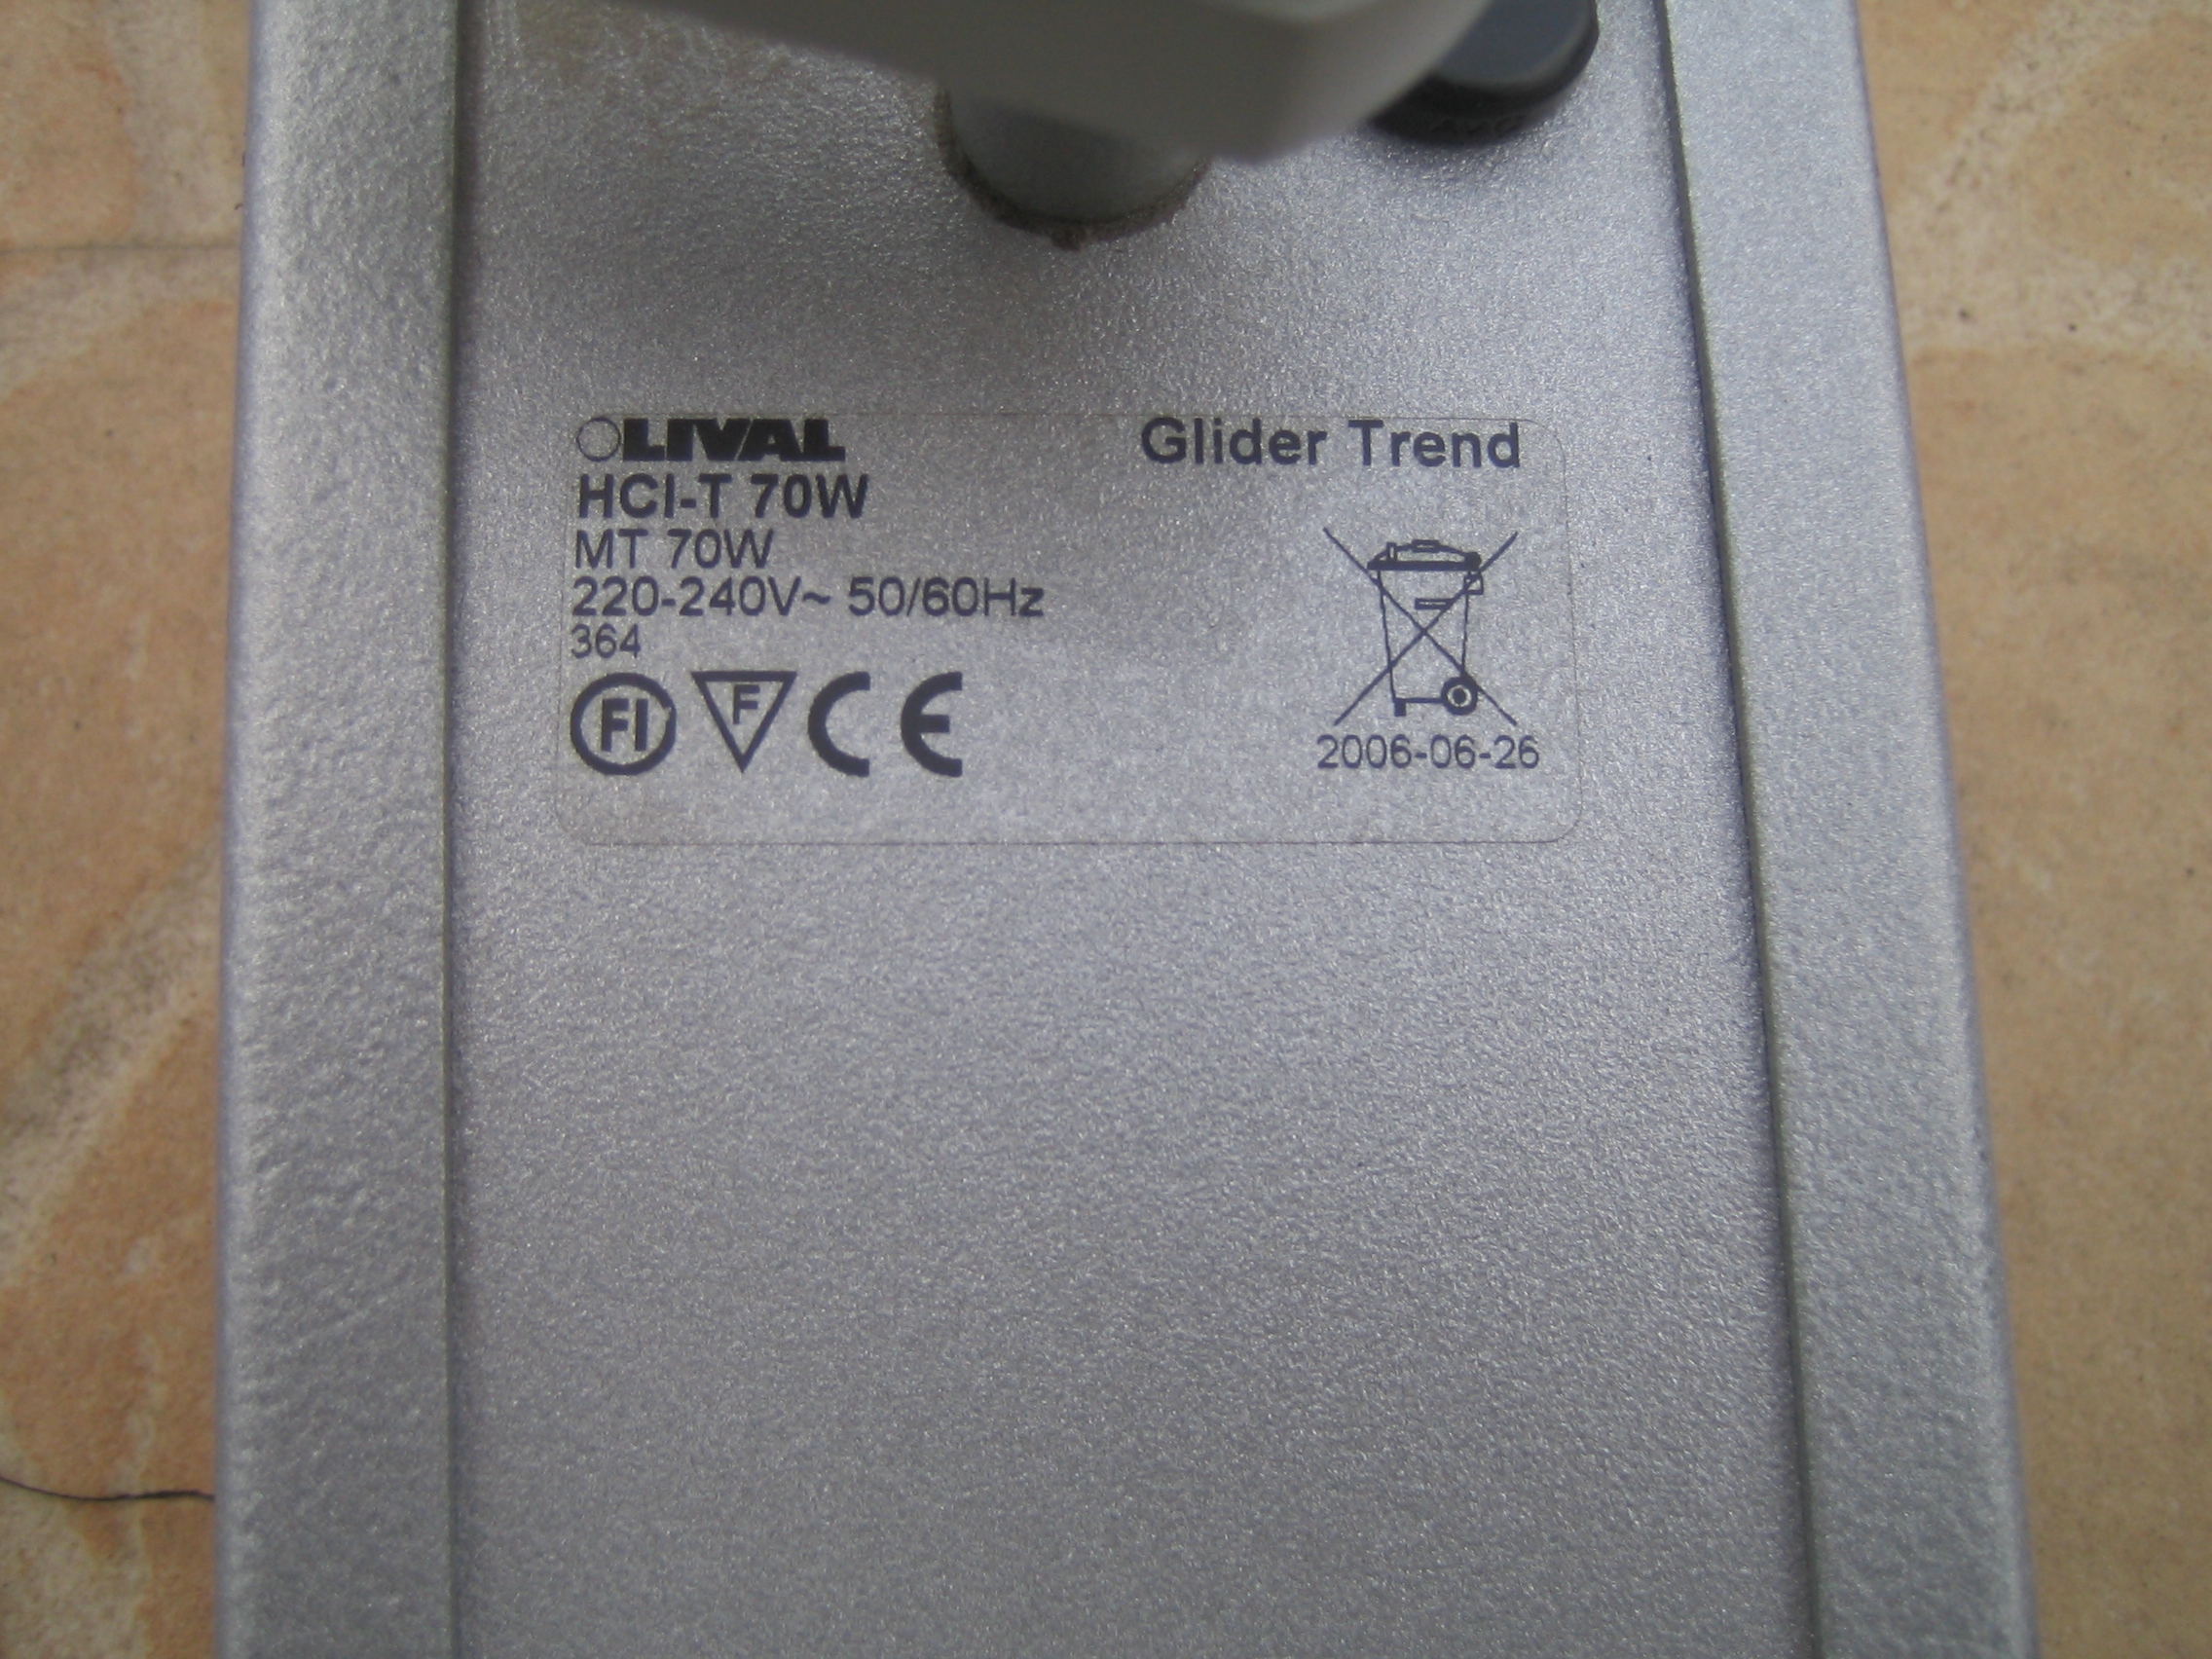 LIVAL Glider Trend
HCI-T 70W
MT 70W
220-240V~ 50/60Hz
364
FI F CE
2006-06-26